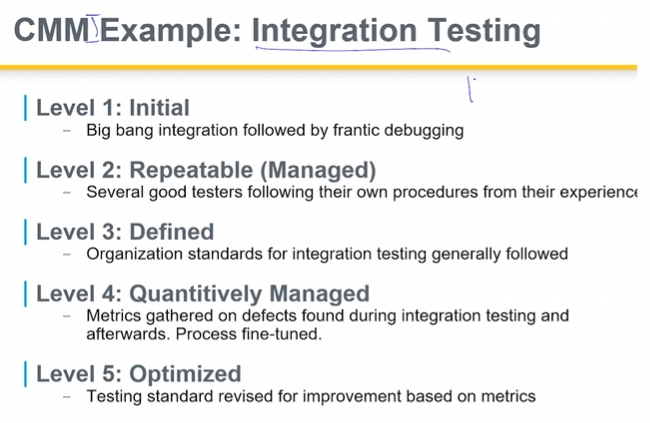 CMMI Example: Integration Testing
Level 1: Initial
– Big bang integration followed by frantic debugging
Level 2: Repeatable (Managed)
– Several good testers following their own procedures from their experience
Level 3: Defined
– Organization standards for integration testing generally followed
Level 4: Quantitively Managed
– Metrics gathered on defects found during integration testing and
afterwards. Process fine-tuned.
Level 5: Optimized
– Testing standard revised for improvement based on metrics